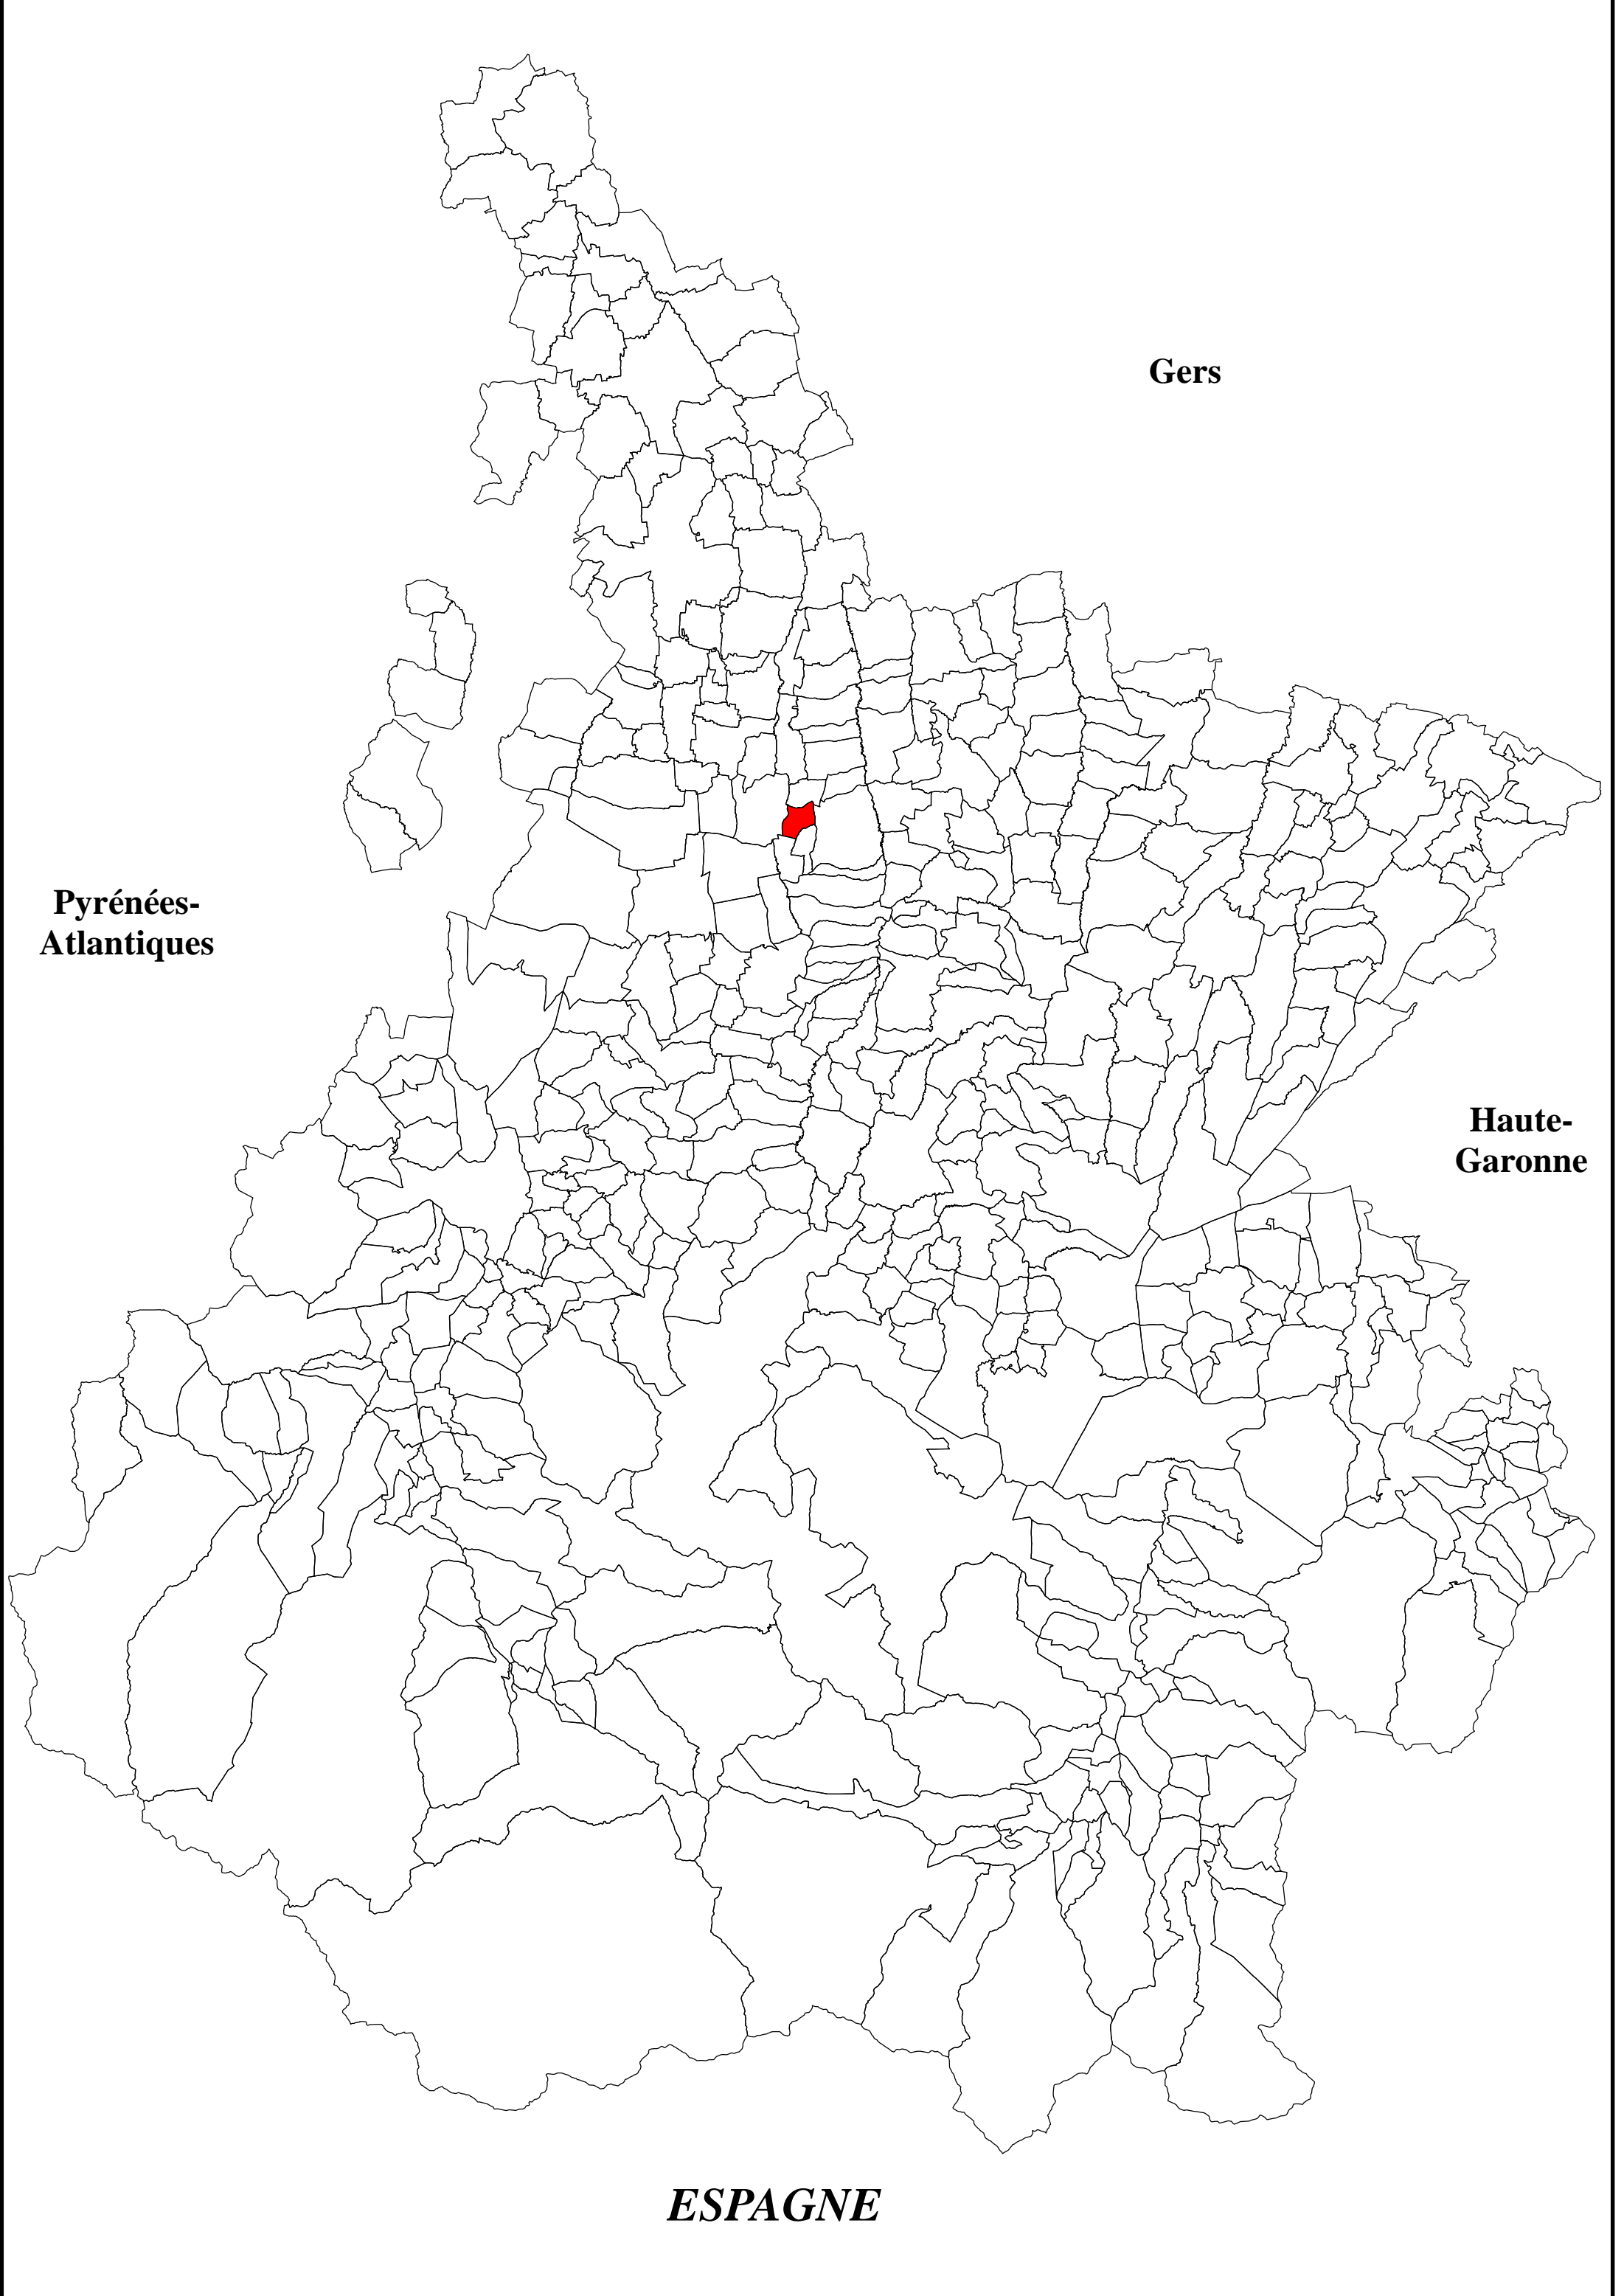 Gers
Pyrénées-
Atlantiques
Haute-
Garonne
ESPAGNE